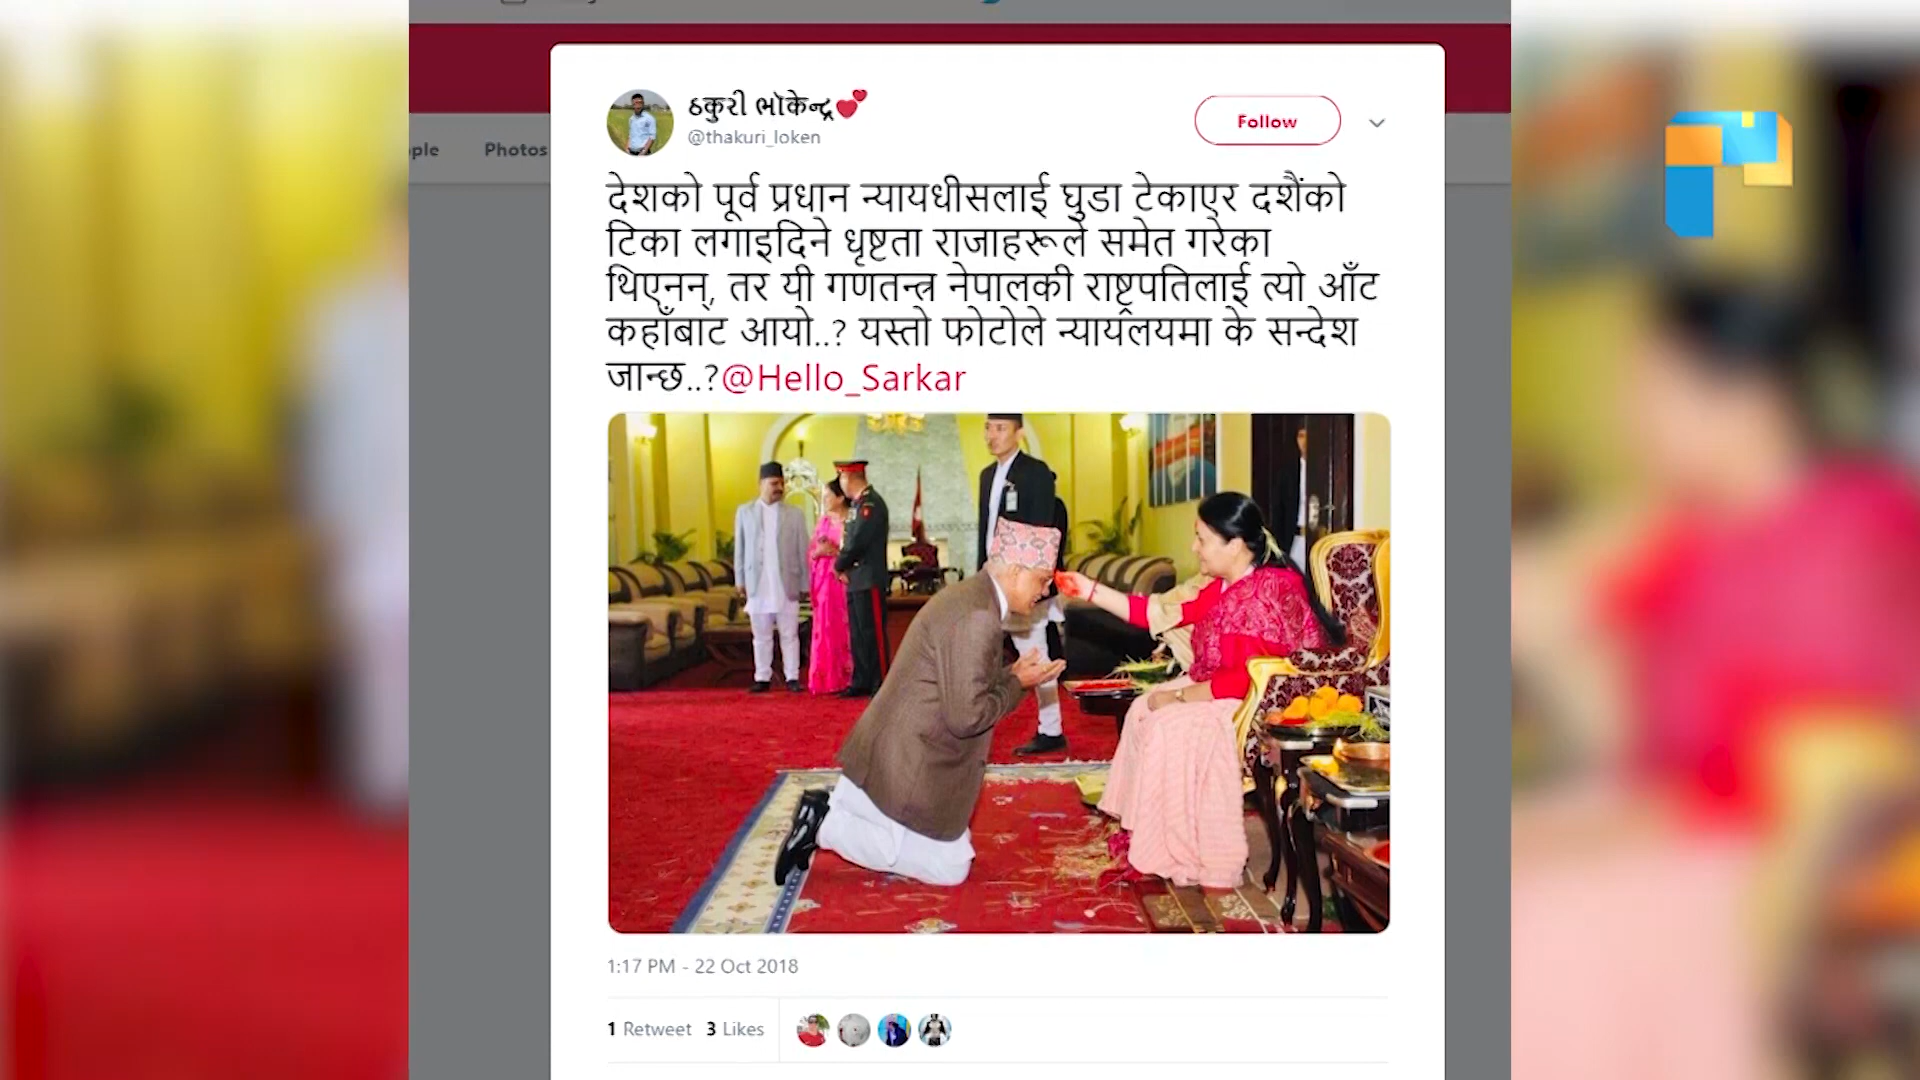 ople Photos
ठकुरी लोकेन्द्र
@thakuri_loken
Follow
देशको पूर्व प्रधान न्यायधीसलाई घुडा टेकाएर दशैंको
टिका लगाइदिने धृष्टता राजाहरूले समेत गरेका
थिएनन्, तर यी गणतन्त्र नेपालकी राष्ट्रपतिलाई त्यो आँट
कहाँबाट आयो..? यस्तो फोटोले न्यायलयमा के सन्देश
जान्छ..?@Hello_Sarkar
1:17 PM - 22 Oct 2018
1 Retweet 3 Likes